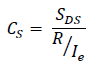 C_S = S_DS / (R / I_e)